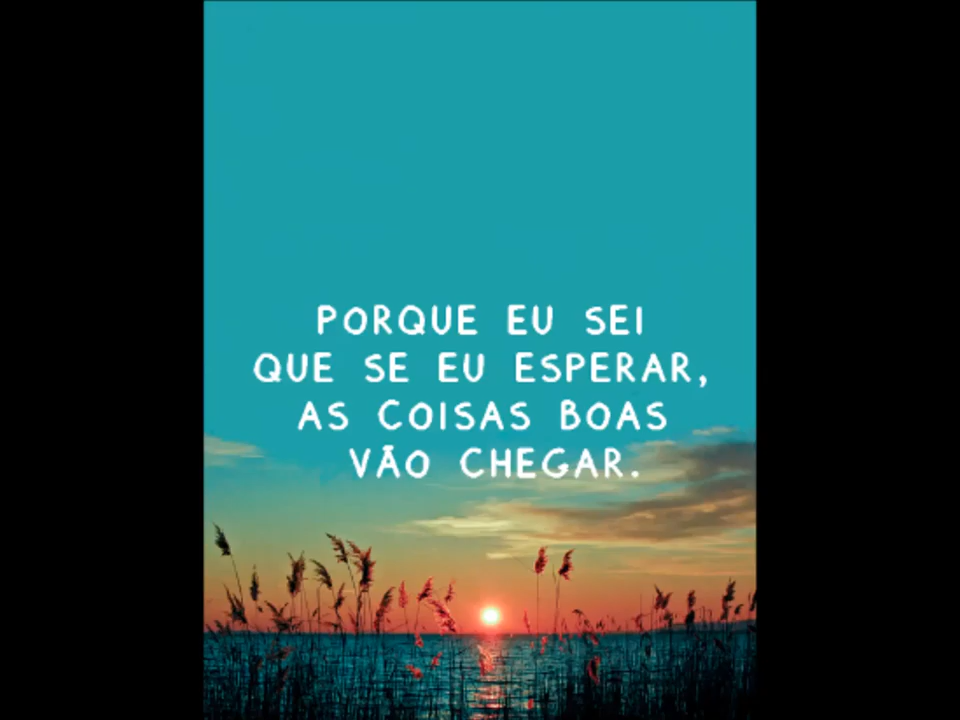 PORQUE EU SEI
QUE SE EU ESPERAR,
AS COISAS BOAS
VÃO CHEGAR.